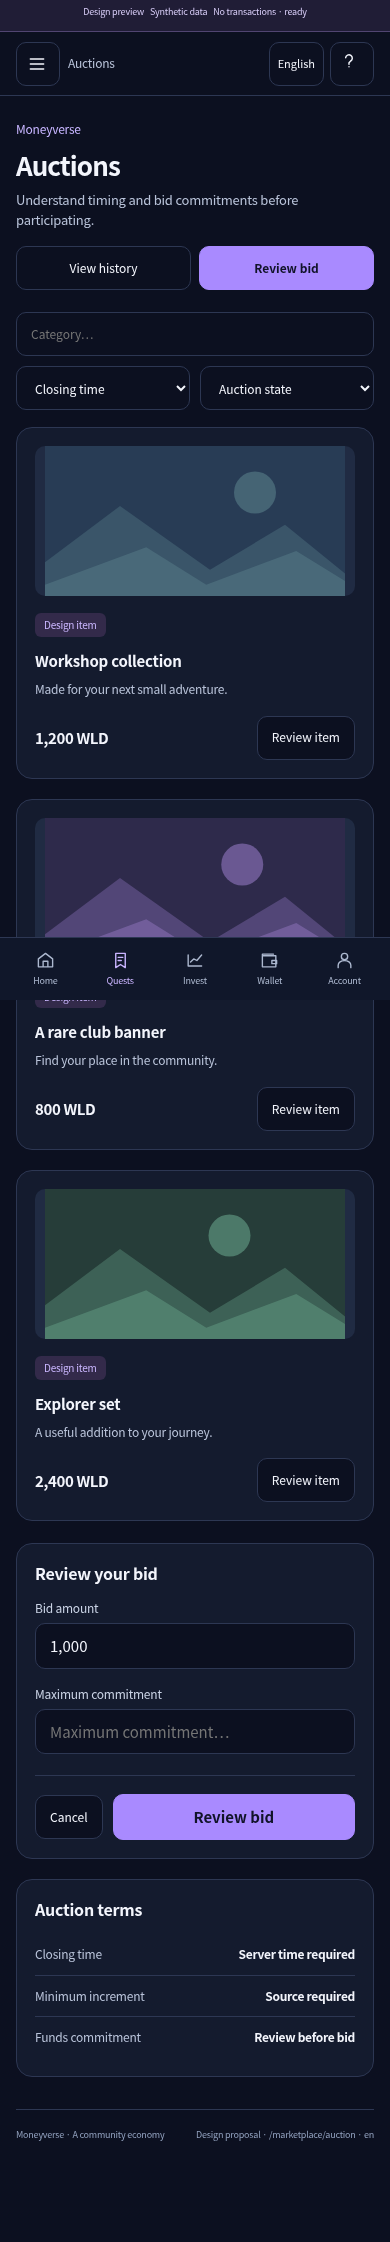 Design preview Synthetic data No transactions · ready
Auctions
English
?
Moneyverse
Auctions
Understand timing and bid commitments before
participating.
View history
Review bid
Category…
Closing time
Auction state
Design item
Workshop collection
Made for your next small adventure.
1,200 WLD
Review item
Home
Quests
Invest
Wallet
Account
Design item
A rare club banner
Find your place in the community.
800 WLD
Review item
Design item
Explorer set
A useful addition to your journey.
2,400 WLD
Review item
Review your bid
Bid amount
1,000
Maximum commitment
Maximum commitment…
Cancel
Review bid
Auction terms
Closing time
Server time required
Minimum increment
Source required
Funds commitment
Review before bid
Moneyverse · A community economy
Design proposal · /marketplace/auction · en